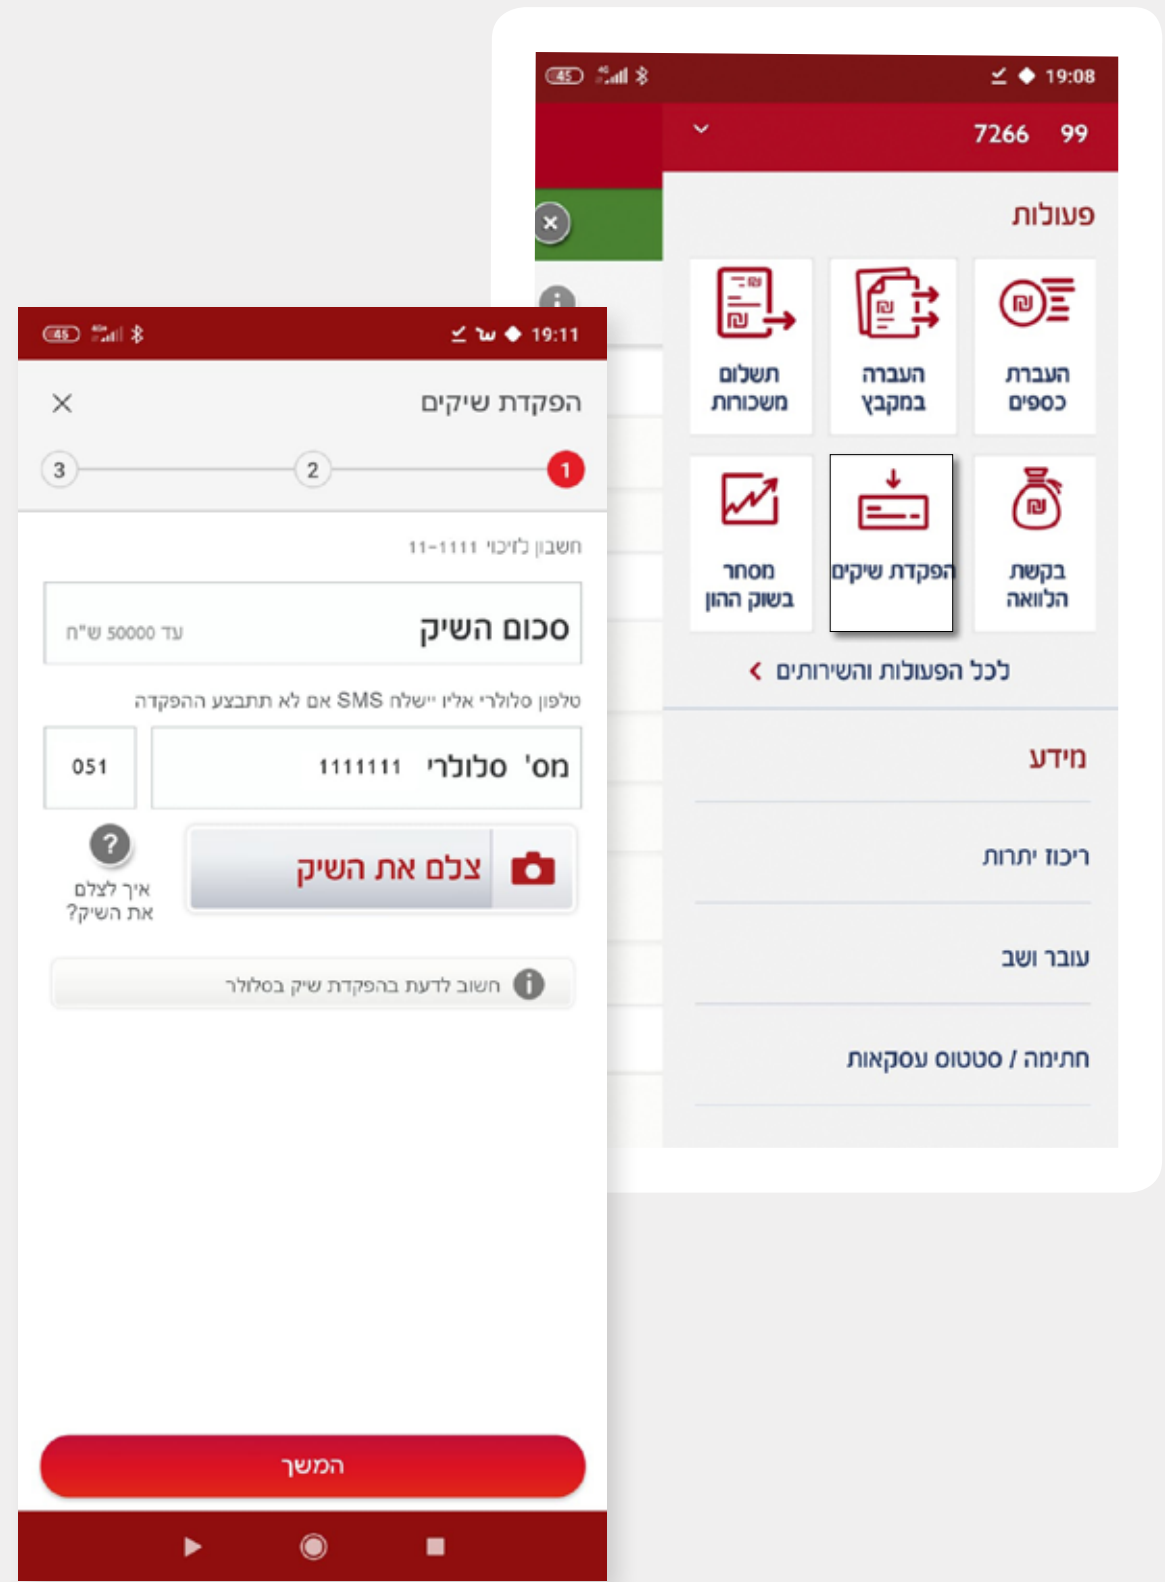 45 4G 19:08
7266 99
פעולות
העברת
כספים
העברה
במקבץ
תשלום
משכורות
בקשת
הלוואה
הפקדת שיקים
מסחר
בשוק ההון
לכל הפעולות והשירותים
מידע
ריכוז יתרות
עובר ושב
חתימה / סטטוס עסקאות
45 19:11
הפקדת שיקים
1 2 3
חשבון לזיכוי 11-1111
סכום השיק עד 50000 ש"ח
טלפון סלולרי אליו יישלח SMS אם לא תתבצע ההפקדה
מס' סלולרי 1111111 051
צלם את השיק
?
איך לצלם
את השיק?
חשוב לדעת בהפקדת שיק בסלולר
המשך